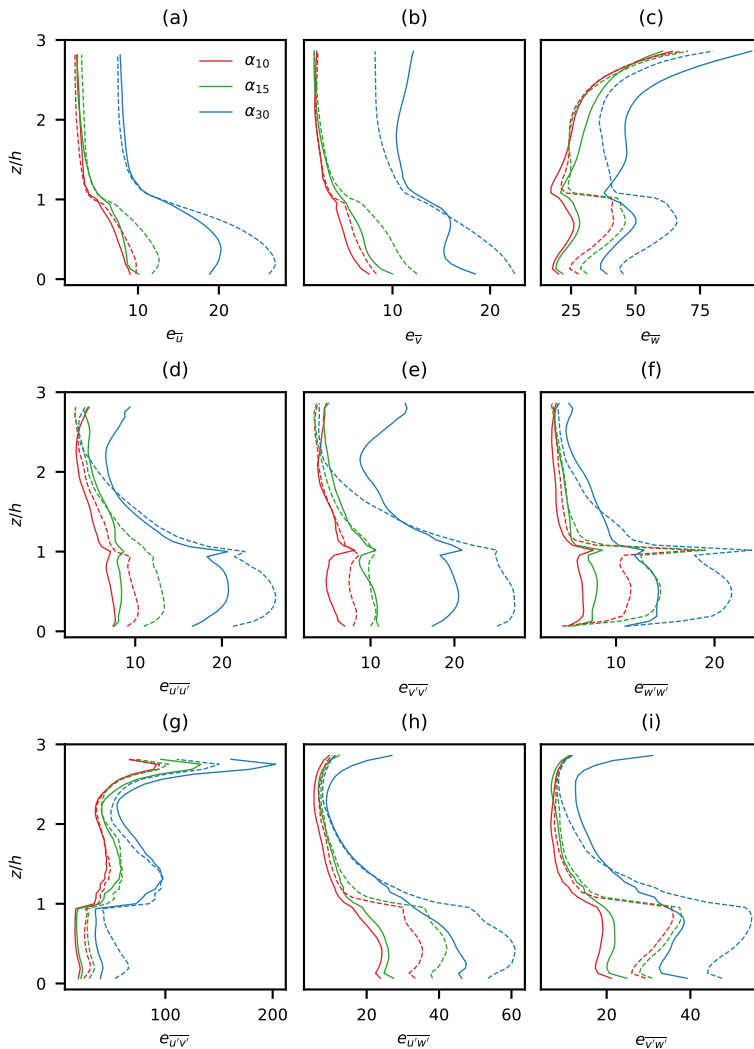 (a) (b) (c)
3
2
1
0
z/h
α10
α15
α30
10 20 10 20 25 50 75
e_u̅ e_v̅ e_w̅
(d) (e) (f)
3
2
1
0
z/h
10 20 10 20 10 20
e_u′u′̅ e_v′v′̅ e_w′w′̅
(g) (h) (i)
3
2
1
0
z/h
100 200 20 40 60 20 40
e_u′v′̅ e_u′w′̅ e_v′w′̅